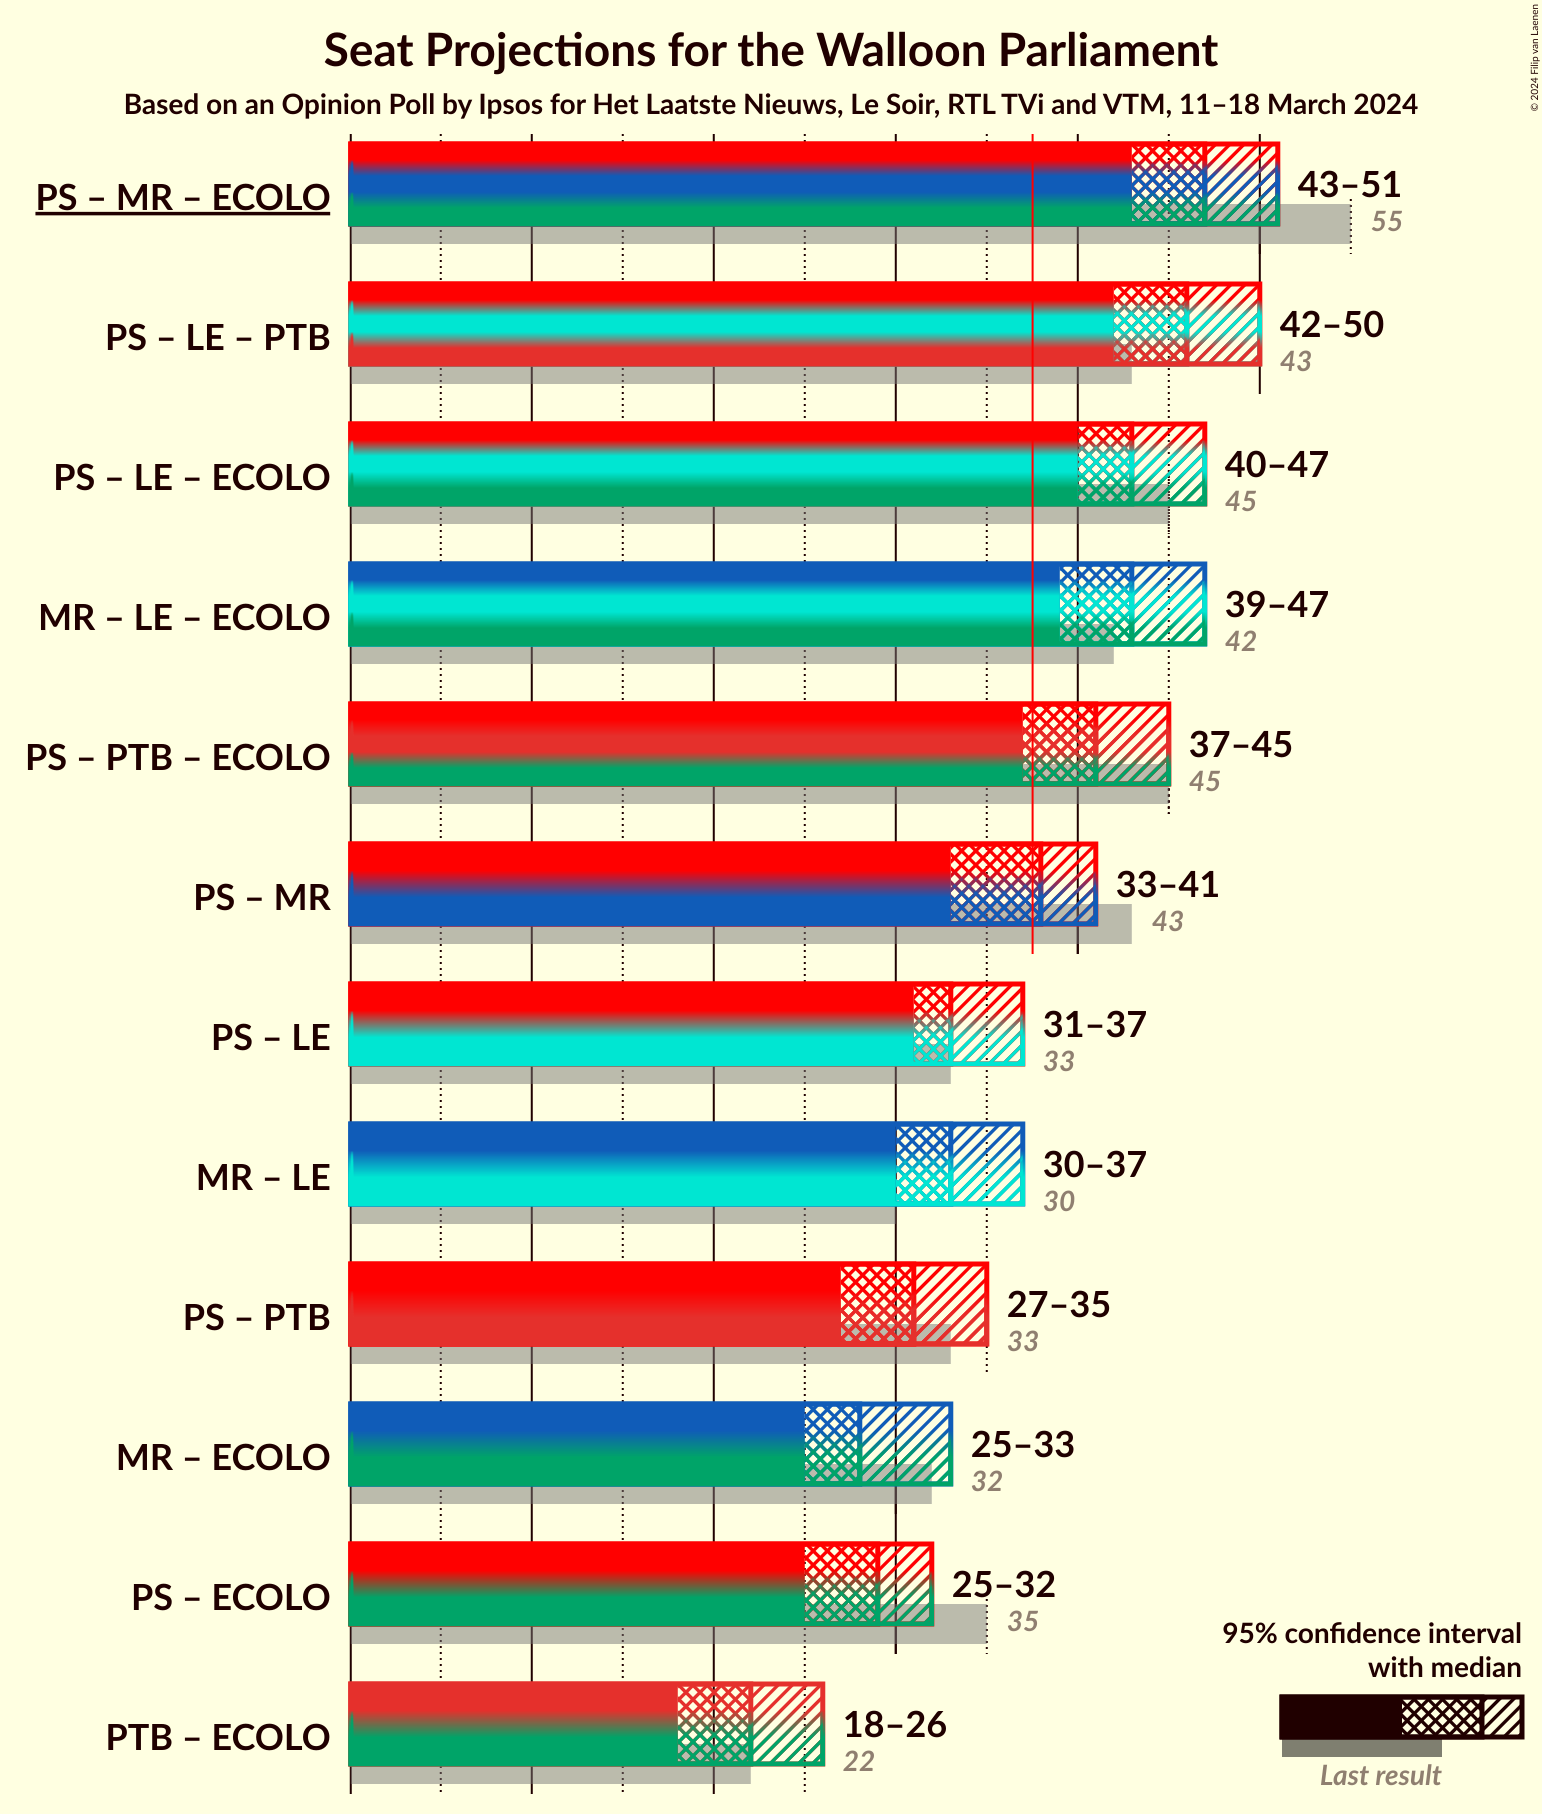 Seat Projections for the Walloon Parliament
Based on an Opinion Poll by Ipsos for Het Laatste Nieuws, Le Soir, RTL TVi and VTM, 11–18 March 2024
© 2024 Filip van Laenen
PS – MR – ECOLO
43–51
55
PS – LE – PTB
42–50
43
PS – LE – ECOLO
40–47
45
MR – LE – ECOLO
39–47
42
PS – PTB – ECOLO
37–45
45
PS – MR
33–41
43
PS – LE
31–37
33
MR – LE
30–37
30
PS – PTB
27–35
33
MR – ECOLO
25–33
32
PS – ECOLO
25–32
35
PTB – ECOLO
18–26
22
95% confidence interval
with median
Last result